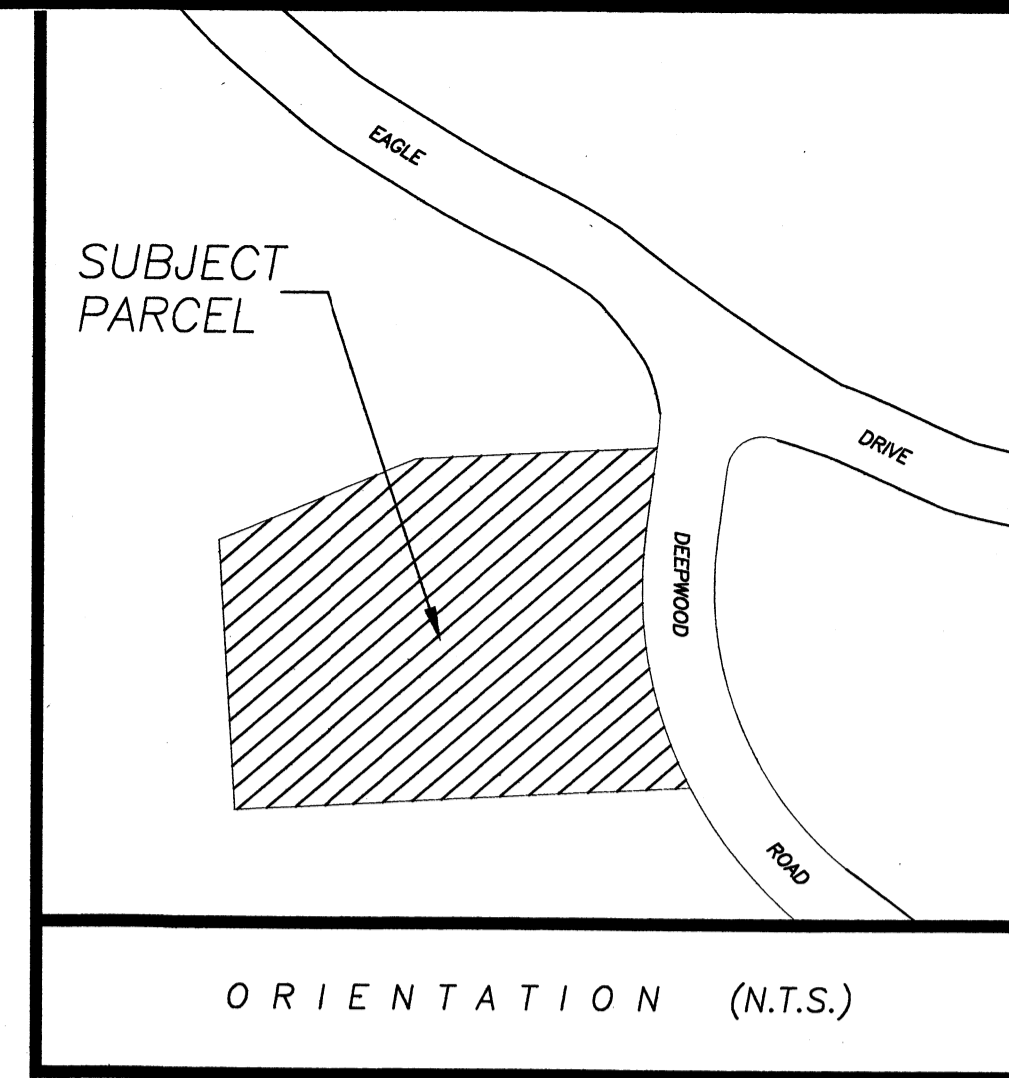 EAGLE
SUBJECT
PARCEL
DRIVE
DEEPWOOD
ROAD
ORIENTATION (N.T.S.)